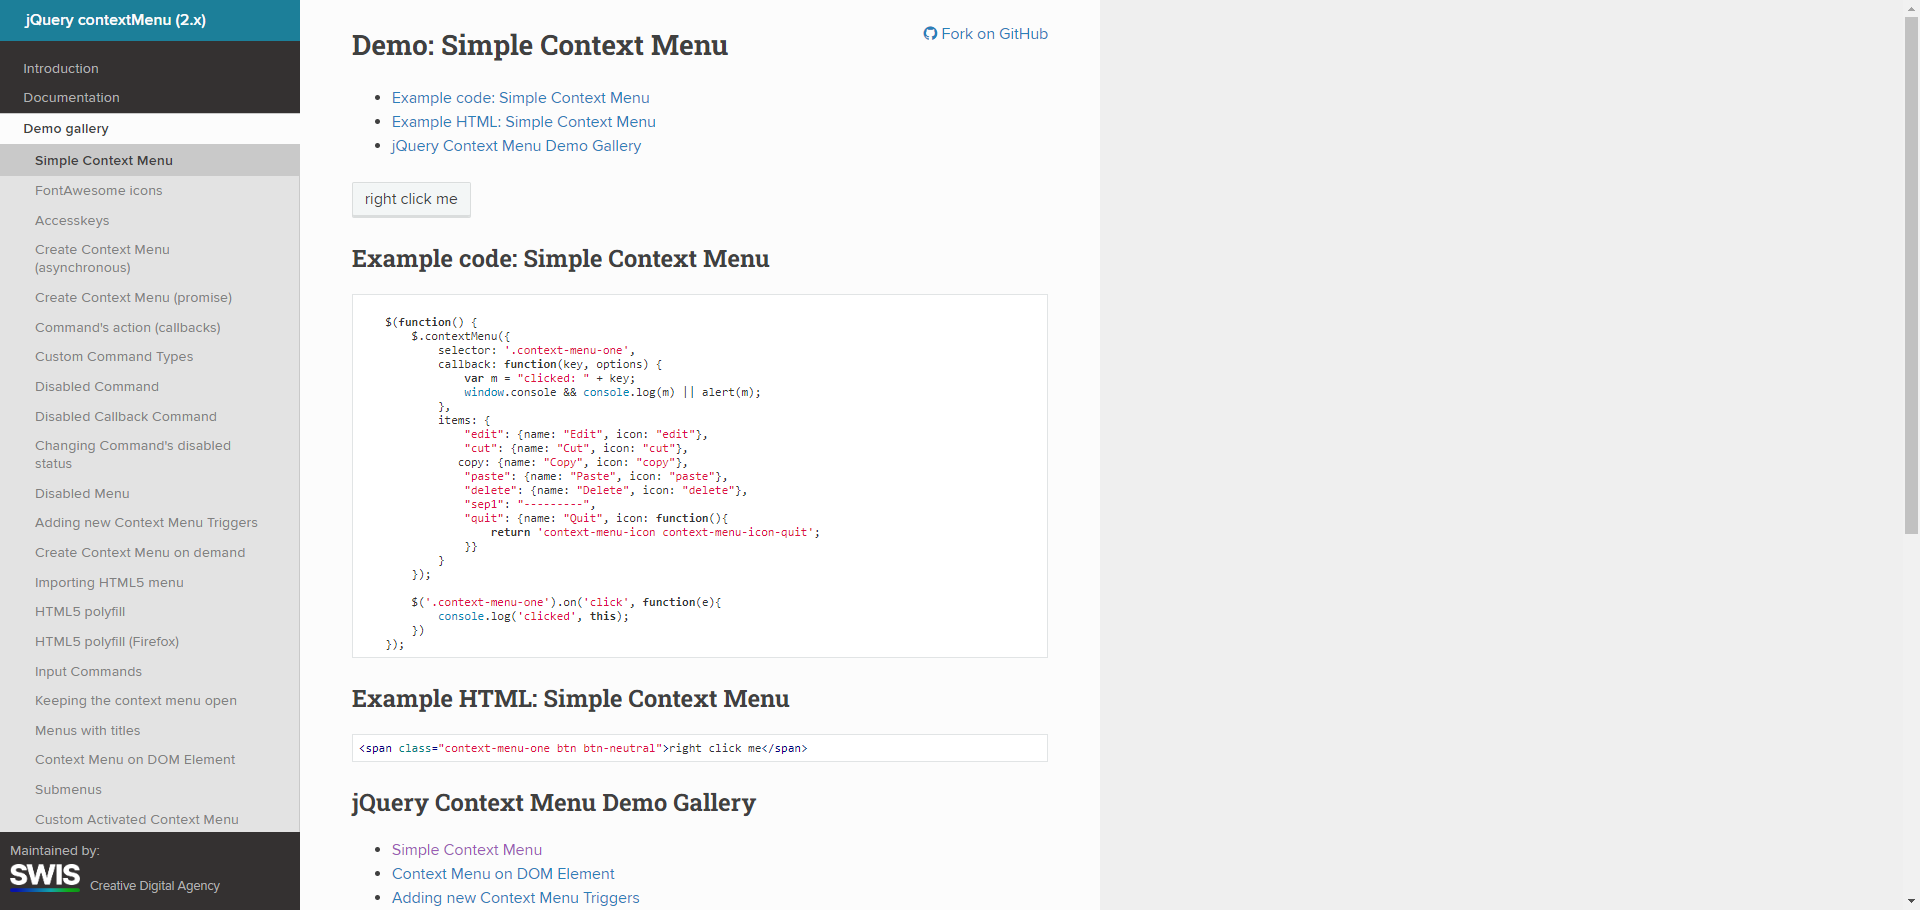 jQuery contextMenu (2.x)
Introduction
Documentation
Demo gallery
Simple Context Menu
FontAwesome icons
Accesskeys
Create Context Menu
(asynchronous)
Create Context Menu (promise)
Command's action (callbacks)
Custom Command Types
Disabled Command
Disabled Callback Command
Changing Command's disabled
status
Disabled Menu
Adding new Context Menu Triggers
Create Context Menu on demand
Importing HTML5 menu
HTML5 polyfill
HTML5 polyfill (Firefox)
Input Commands
Keeping the context menu open
Menus with titles
Context Menu on DOM Element
Submenus
Custom Activated Context Menu
Maintained by:
SWIS Creative Digital Agency
Fork on GitHub
Demo: Simple Context Menu
Example code: Simple Context Menu
Example HTML: Simple Context Menu
jQuery Context Menu Demo Gallery
right click me
Example code: Simple Context Menu
$(function() {
    $.contextMenu({
        selector: '.context-menu-one',
        callback: function(key, options) {
            var m = "clicked: " + key;
            window.console && console.log(m) || alert(m);
        },
        items: {
            "edit": {name: "Edit", icon: "edit"},
            "cut": {name: "Cut", icon: "cut"},
           copy: {name: "Copy", icon: "copy"},
            "paste": {name: "Paste", icon: "paste"},
            "delete": {name: "Delete", icon: "delete"},
            "sep1": "---------",
            "quit": {name: "Quit", icon: function(){
                return 'context-menu-icon context-menu-icon-quit';
            }}
        }
    });
    $('.context-menu-one').on('click', function(e){
        console.log('clicked', this);
    })
});
Example HTML: Simple Context Menu
<span class="context-menu-one btn btn-neutral">right click me</span>
jQuery Context Menu Demo Gallery
Simple Context Menu
Context Menu on DOM Element
Adding new Context Menu Triggers